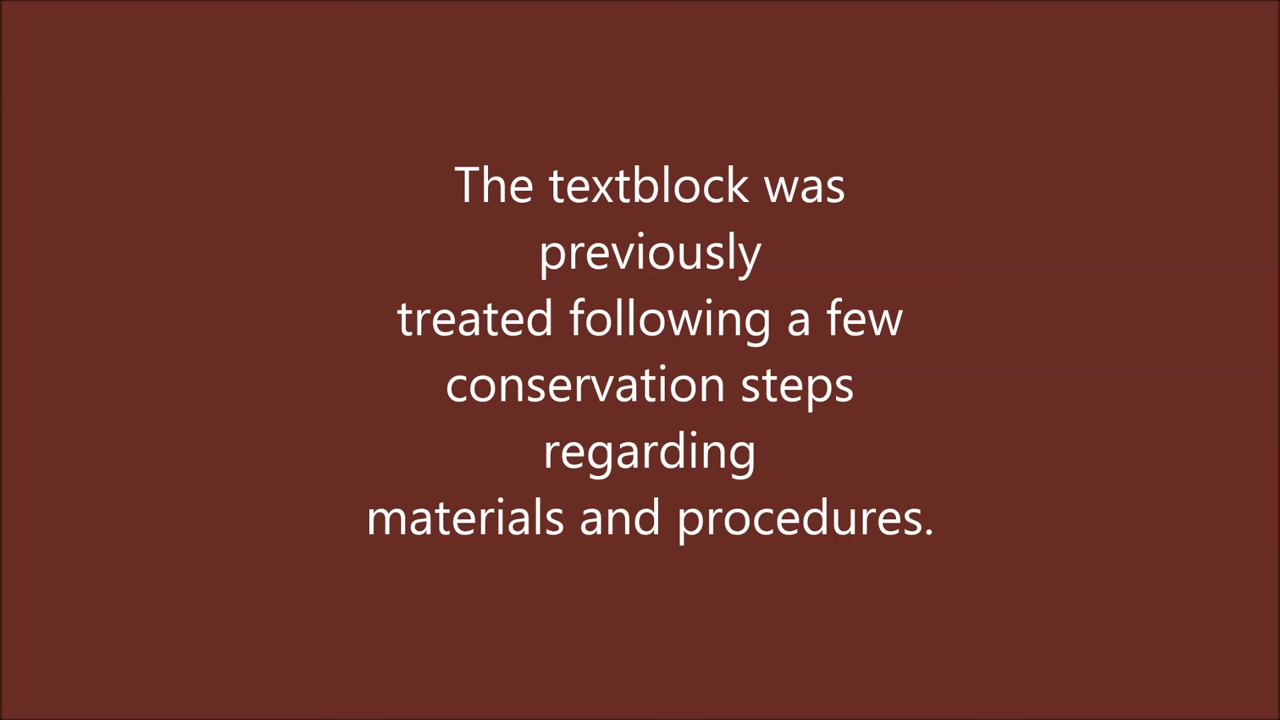 The textblock was
previously
treated following a few
conservation steps
regarding
materials and procedures.